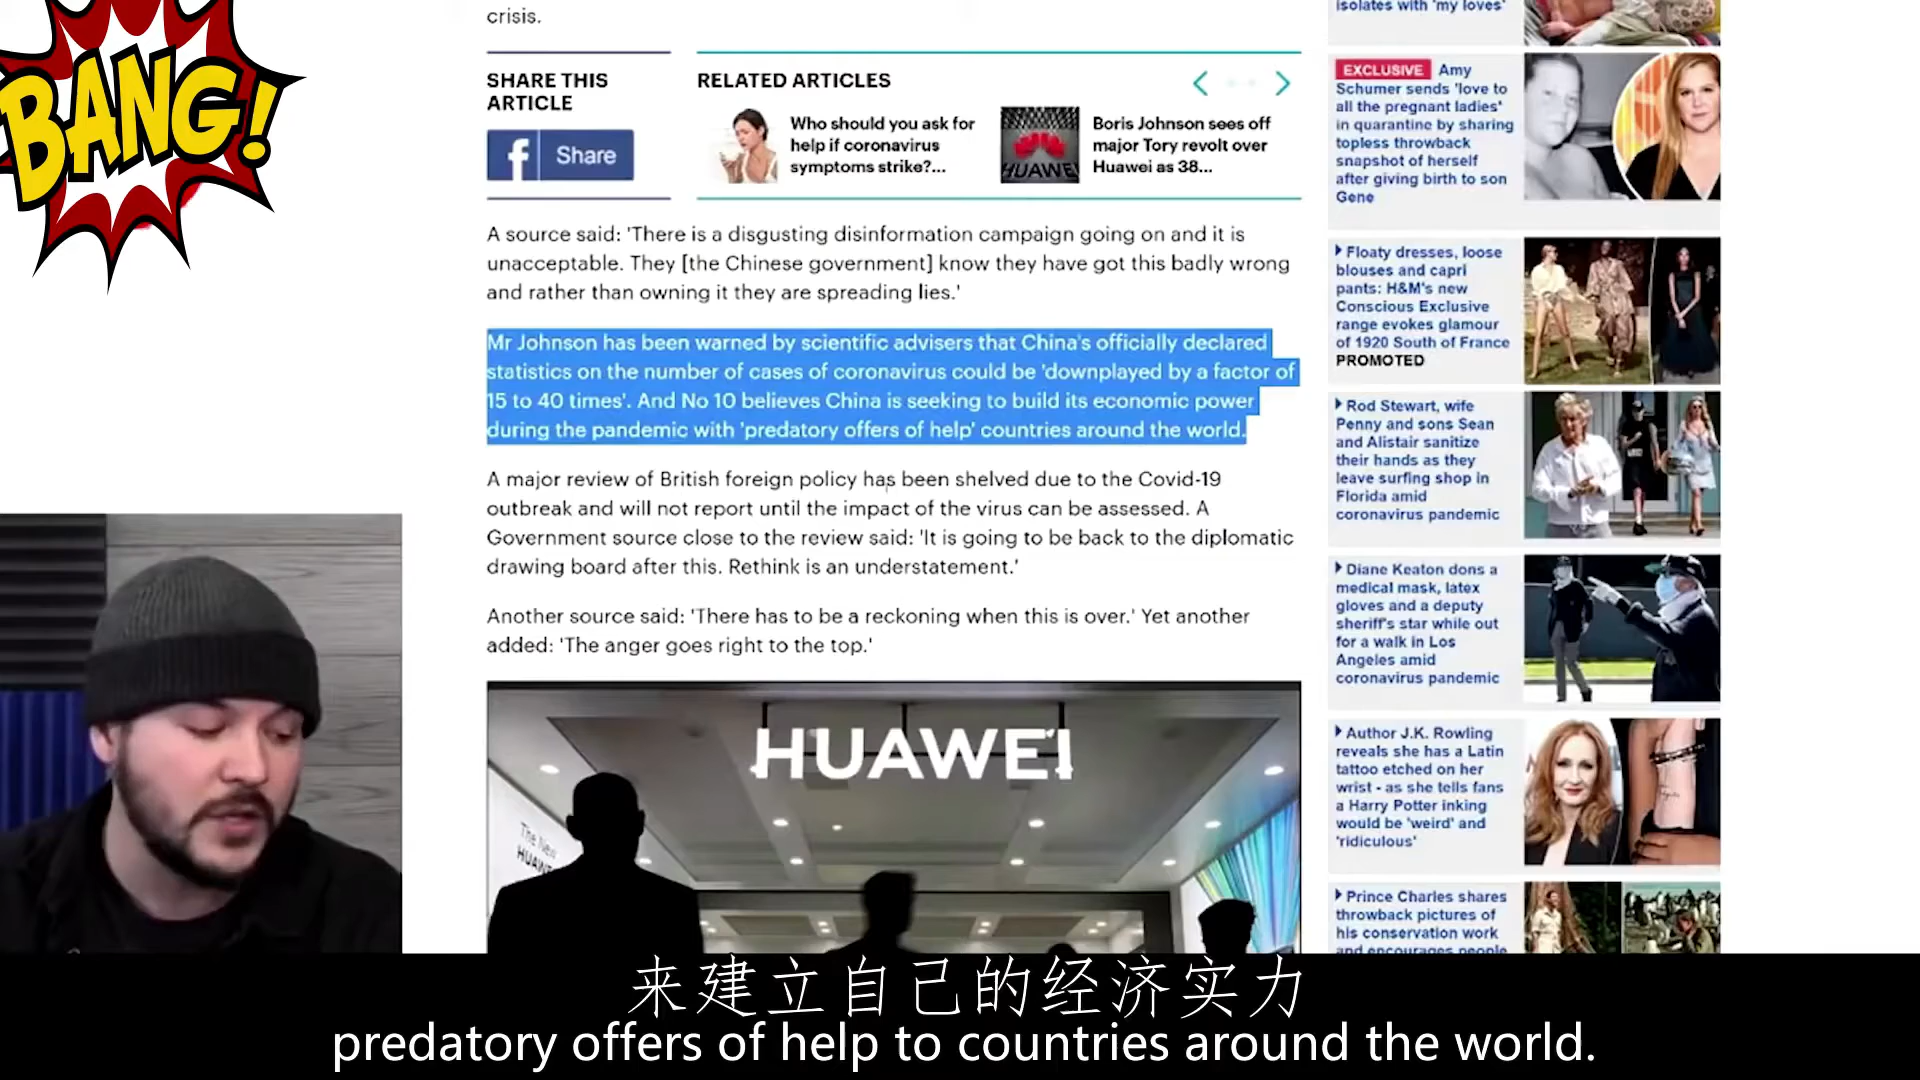 BANG!
crisis.
SHARE THIS
ARTICLE
f Share
RELATED ARTICLES
Who should you ask for
help if coronavirus
symptoms strike?...
HUAWEI
Boris Johnson sees off
major Tory revolt over
Huawei as 38...
A source said: 'There is a disgusting disinformation campaign going on and it is
unacceptable. They [the Chinese government] know they have got this badly wrong
and rather than owning it they are spreading lies.'
Mr Johnson has been warned by scientific advisers that China's officially declared
statistics on the number of cases of coronavirus could be 'downplayed by a factor of
15 to 40 times'. And No 10 believes China is seeking to build its economic power
during the pandemic with 'predatory offers of help' countries around the world.
A major review of British foreign policy has been shelved due to the Covid-19
outbreak and will not report until the impact of the virus can be assessed. A
Government source close to the review said: 'It is going to be back to the diplomatic
drawing board after this. Rethink is an understatement.'
Another source said: 'There has to be a reckoning when this is over.' Yet another
added: 'The anger goes right to the top.'
HUAWEI
The New
HUAWE
isolates with 'my loves'
EXCLUSIVE Amy
Schumer sends 'love to
all the pregnant ladies'
in quarantine by sharing
topless throwback
snapshot of herself
after giving birth to son
Gene
Floaty dresses, loose
blouses and capri
pants: H&M's new
Conscious Exclusive
range evokes glamour
of 1920 South of France
PROMOTED
Rod Stewart, wife
Penny and sons Sean
and Alistair sanitize
their hands as they
leave surfing shop in
Florida amid
coronavirus pandemic
Diane Keaton dons a
medical mask, latex
gloves and a deputy
sheriff's star while out
for a walk in Los
Angeles amid
coronavirus pandemic
Author J.K. Rowling
reveals she has a Latin
tattoo etched on her
wrist - as she tells fans
a Harry Potter inking
would be 'weird' and
'ridiculous'
Prince Charles shares
throwback pictures of
his conservation work
and encourages people
来建立自己的经济实力
predatory offers of help to countries around the world.